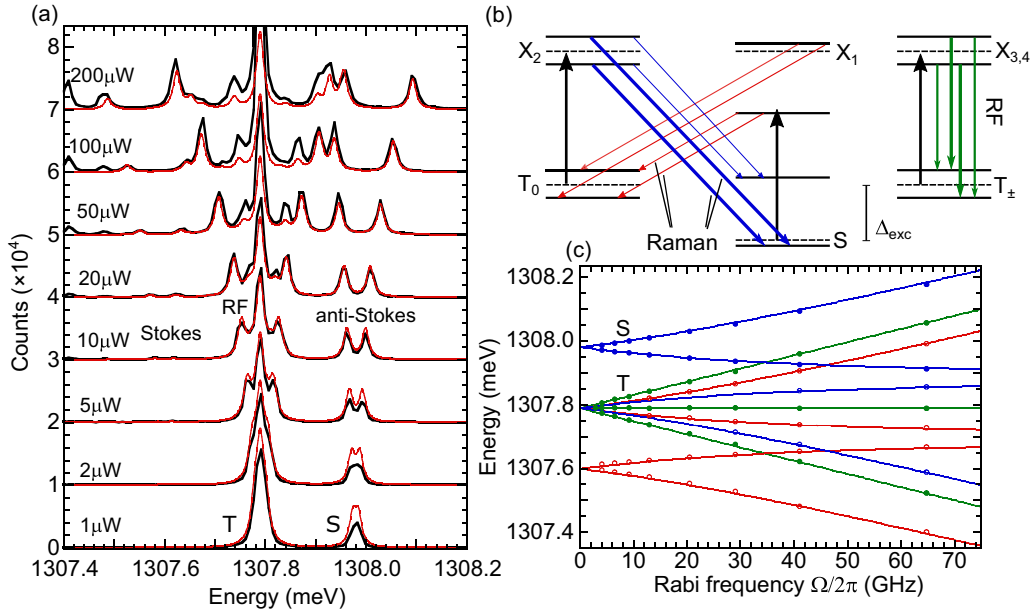 (a)
Counts (×10⁴)
8
7
6
5
4
3
2
1
0
200μW
100μW
50μW
20μW
10μW
5μW
2μW
1μW
RF
Stokes
anti-Stokes
T
S
1307.4
1307.6
1307.8
1308.0
1308.2
Energy (meV)
(b)
X₂
X₁
X₃,₄
RF
T₀
T±
Raman
S
Δexc
(c)
Energy (meV)
1308.2
1308.0
1307.8
1307.6
1307.4
S
T
0
10
20
30
40
50
60
70
Rabi frequency Ω/2π (GHz)